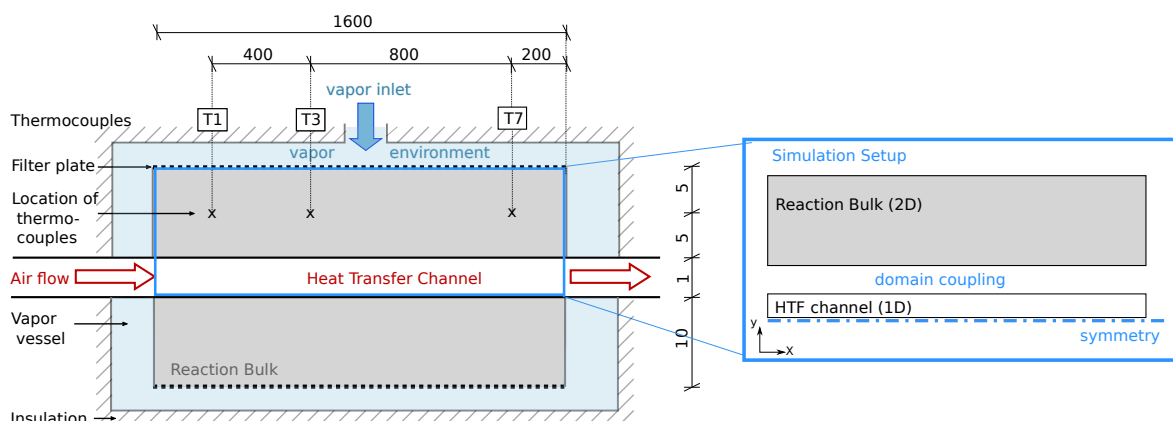 1600
400
800
200
vapor inlet
Thermocouples
T1
T3
T7
vapor
environment
Filter plate
Location of
thermo-
couples
x
x
x
5
5
1
10
Air flow
Heat Transfer Channel
Vapor
vessel
Reaction Bulk
Insulation
Simulation Setup
Reaction Bulk (2D)
domain coupling
HTF channel (1D)
y
x
symmetry